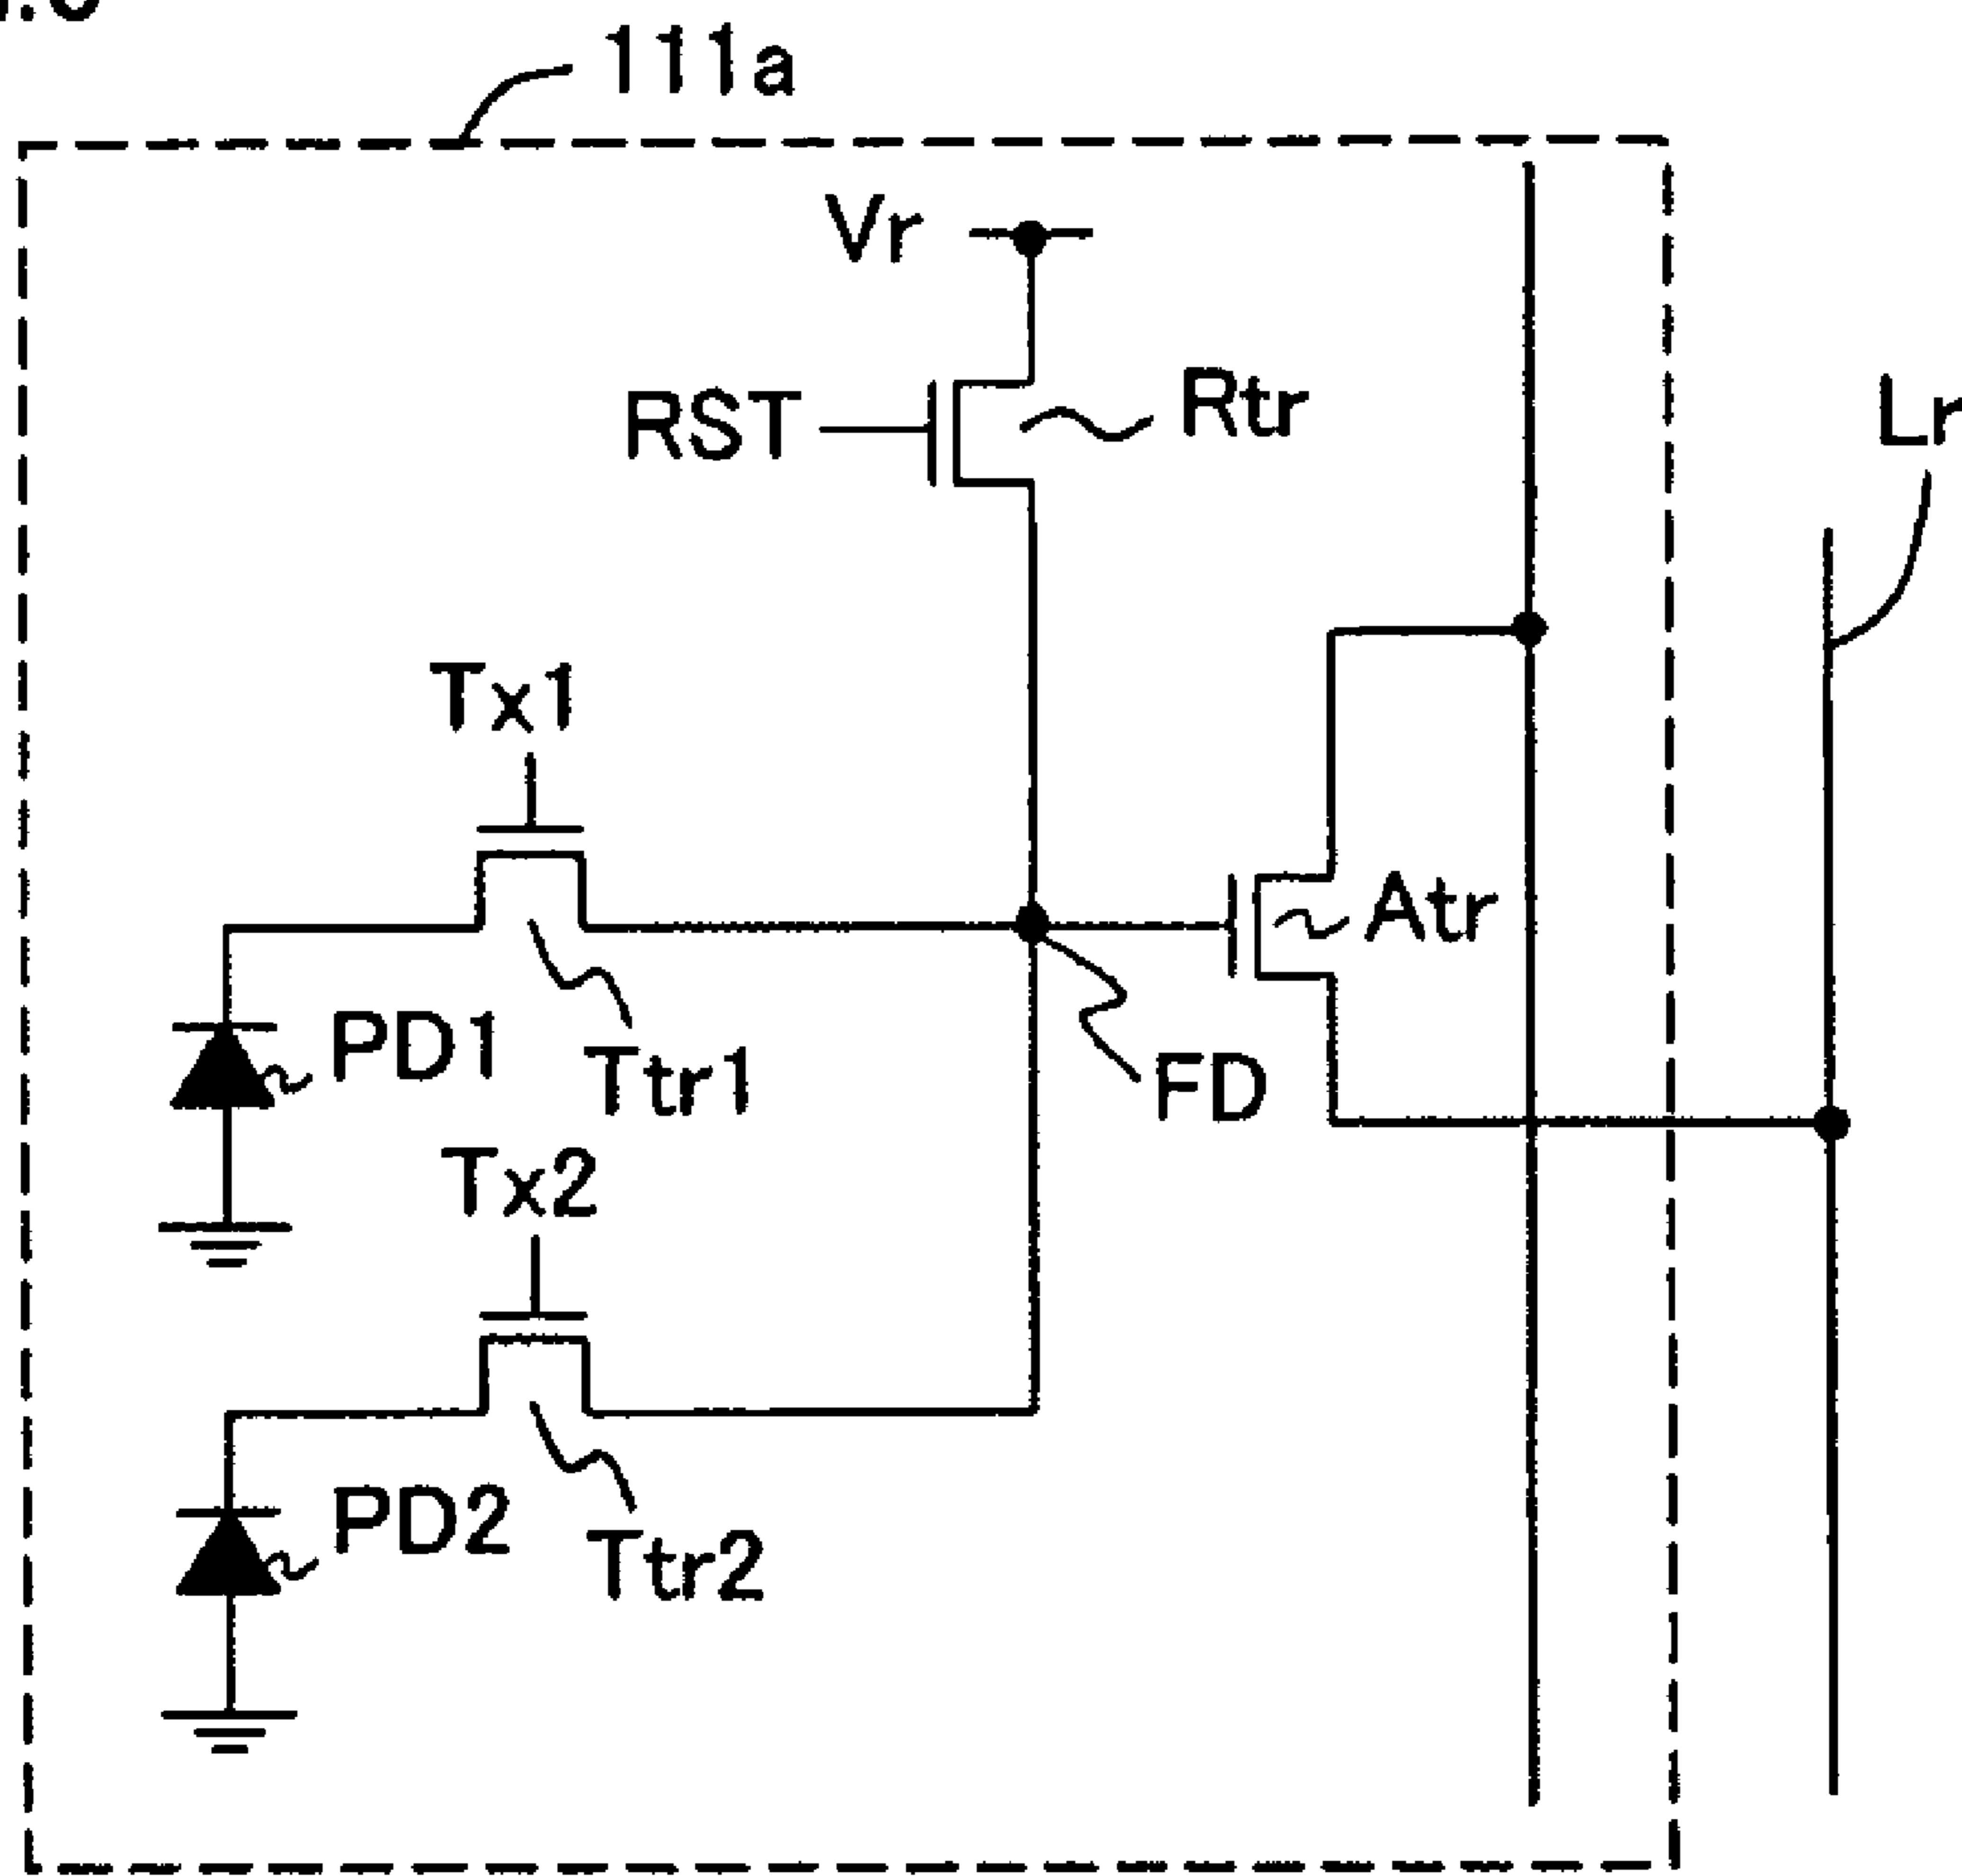 111a
Vr
RST
Rtr
Lr
Tx1
Atr
PD1
Ttr1
FD
Tx2
PD2
Ttr2